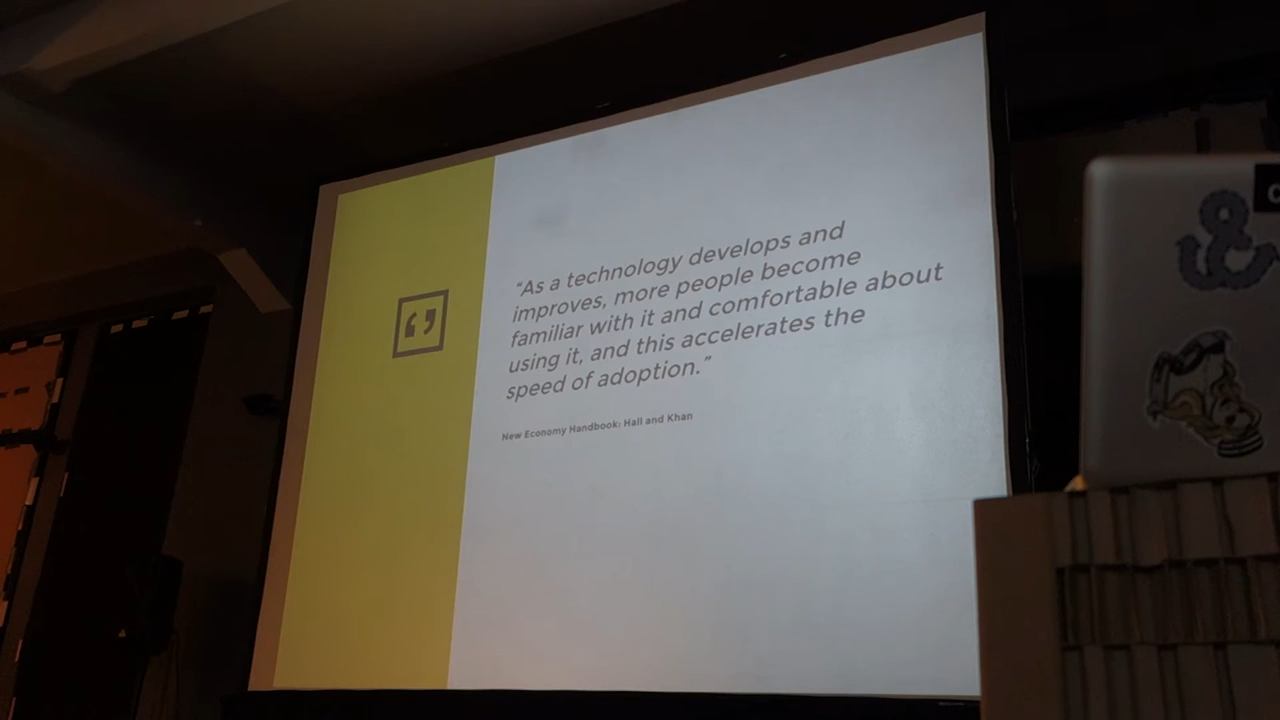 “As a technology develops and
improves, more people become
familiar with it and comfortable about
using it, and this accelerates the
speed of adoption.”
New Economy Handbook: Hall and Khan